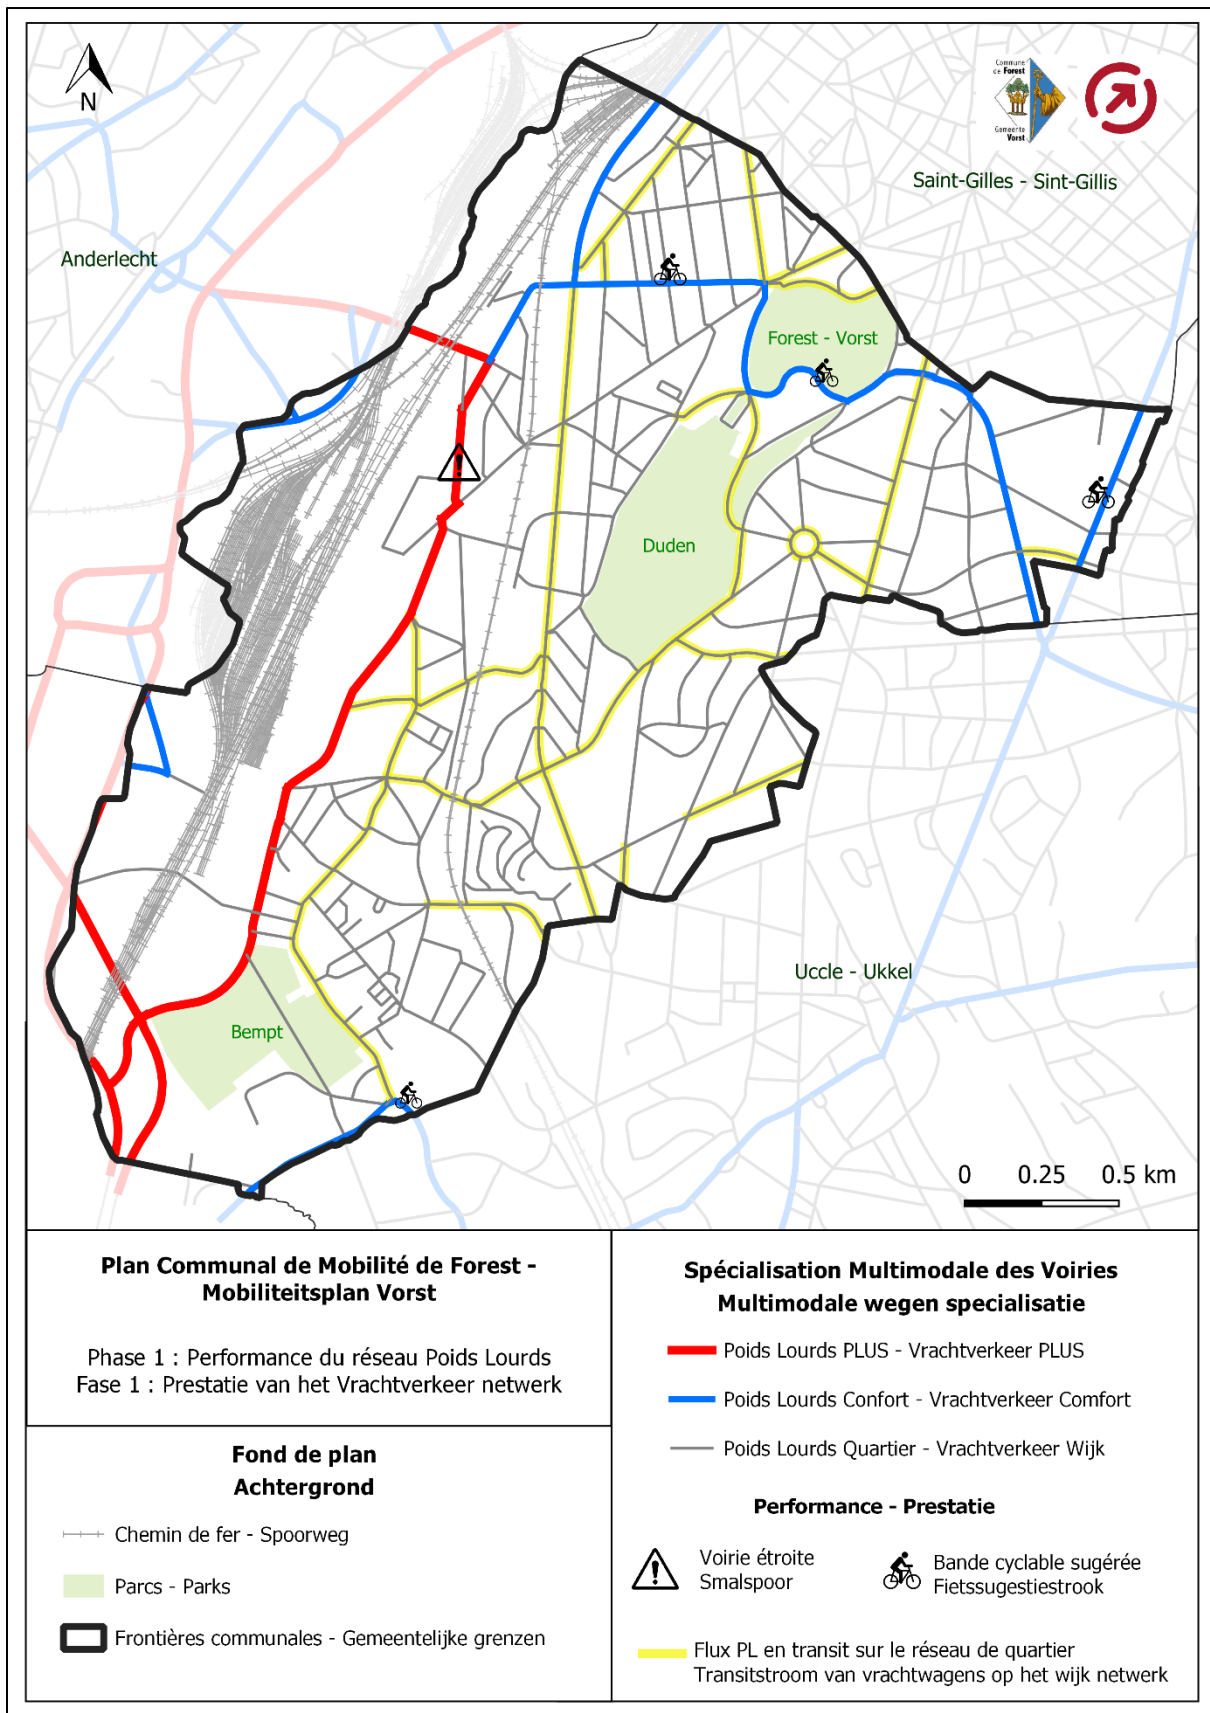 N
Commune
de Forest
Gemeente
Vorst
Saint-Gilles - Sint-Gillis
Anderlecht
Forest - Vorst
Duden
Uccle - Ukkel
Bempt
0 0.25 0.5 km
Plan Communal de Mobilité de Forest -
Mobiliteitsplan Vorst
Phase 1 : Performance du réseau Poids Lourds
Fase 1 : Prestatie van het Vrachtverkeer netwerk
Fond de plan
Achtergrond
Chemin de fer - Spoorweg
Parcs - Parks
Frontières communales - Gemeentelijke grenzen
Spécialisation Multimodale des Voiries
Multimodale wegen specialisatie
Poids Lourds PLUS - Vrachtverkeer PLUS
Poids Lourds Confort - Vrachtverkeer Comfort
Poids Lourds Quartier - Vrachtverkeer Wijk
Performance - Prestatie
Voirie étroite
Smalspoor
Bande cyclable sugérée
Fietssugestiestrook
Flux PL en transit sur le réseau de quartier
Transitstroom van vrachtwagens op het wijk netwerk